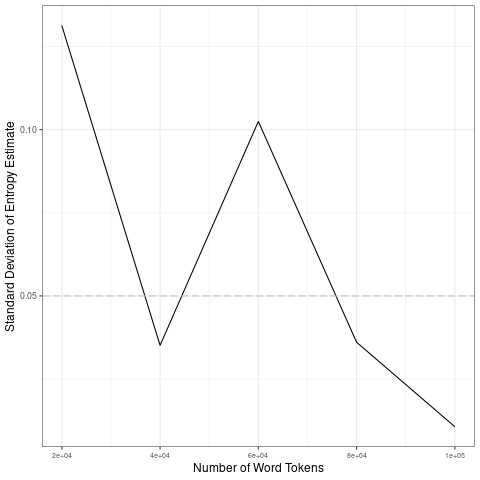 Standard Deviation of Entropy Estimate
0.10
0.05
2e+04 4e+04 6e+04 8e+04 1e+05
Number of Word Tokens